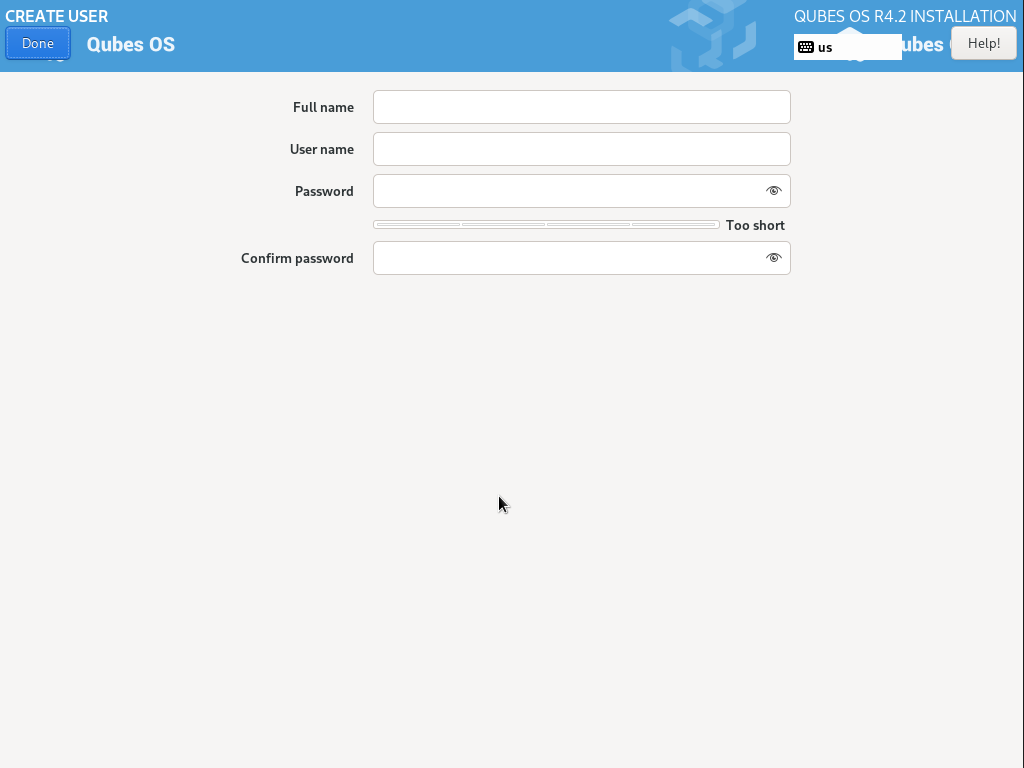 CREATE USER
QUBES OS R4.2 INSTALLATION
Done
Qubes OS
us
ubes
Help!
Full name
User name
Password
Too short
Confirm password